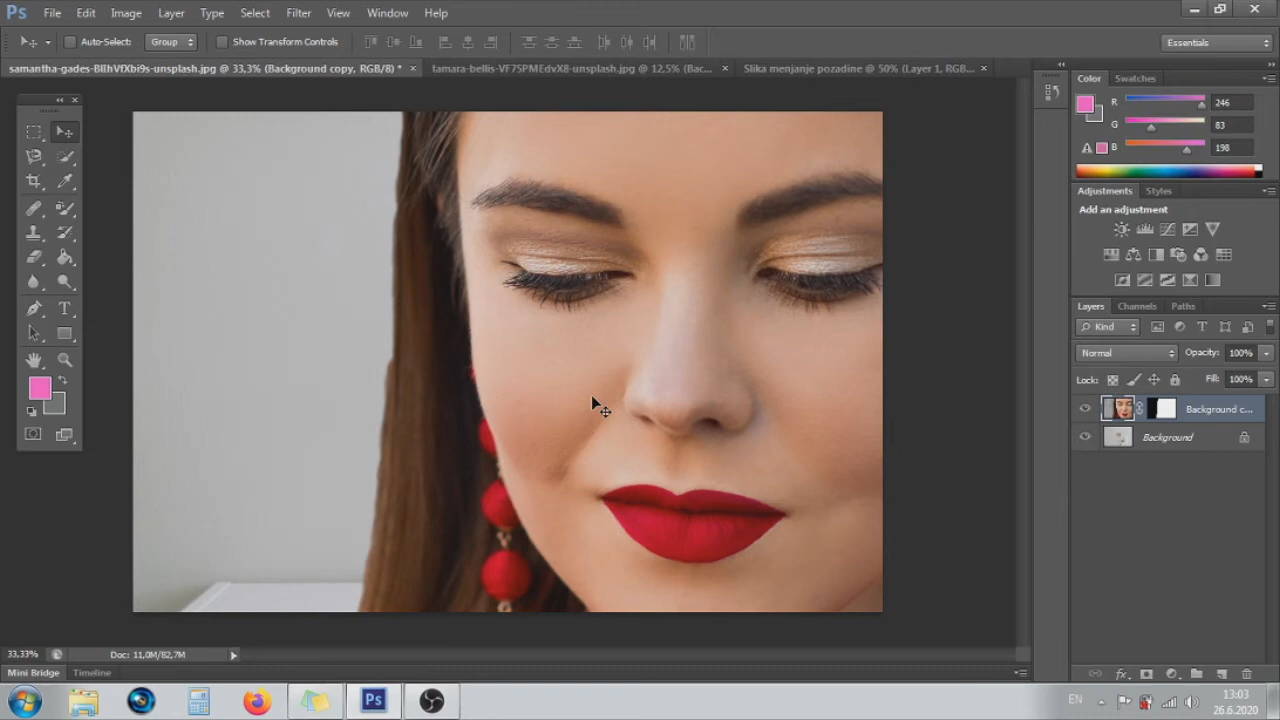 Ps File Edit Image Layer Type Select Filter View Window Help
Auto-Select: Group Show Transform Controls Essentials
samantha-gades-BlIhVfXbi9s-unsplash.jpg @ 33,3% (Background copy, RGB/8) * tamara-bellis-VF75PMEdvX8-unsplash.jpg @ 12,5% (Bac... Slika menjanje pozadine @ 50% (Layer 1, RGB...
Color Swatches
R 246
G 83
B 198
Adjustments Styles
Add an adjustment
Layers Channels Paths
Kind
Normal Opacity: 100%
Lock: Fill: 100%
Background c...
Background
33,33% Doc: 11,0M/82,7M
Mini Bridge Timeline
Ps EN 13:03
26.6.2020